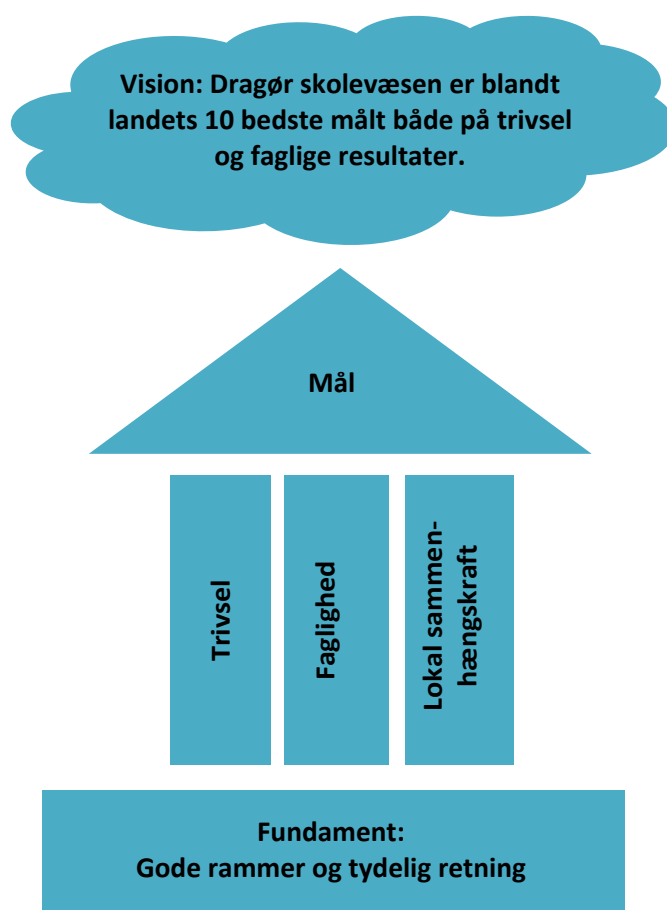 Vision: Dragør skolevæsen er blandt
landets 10 bedste målt både på trivsel
og faglige resultater.
Mål
Trivsel
Faglighed
Lokal sammen-
hængskraft
Fundament:
Gode rammer og tydelig retning